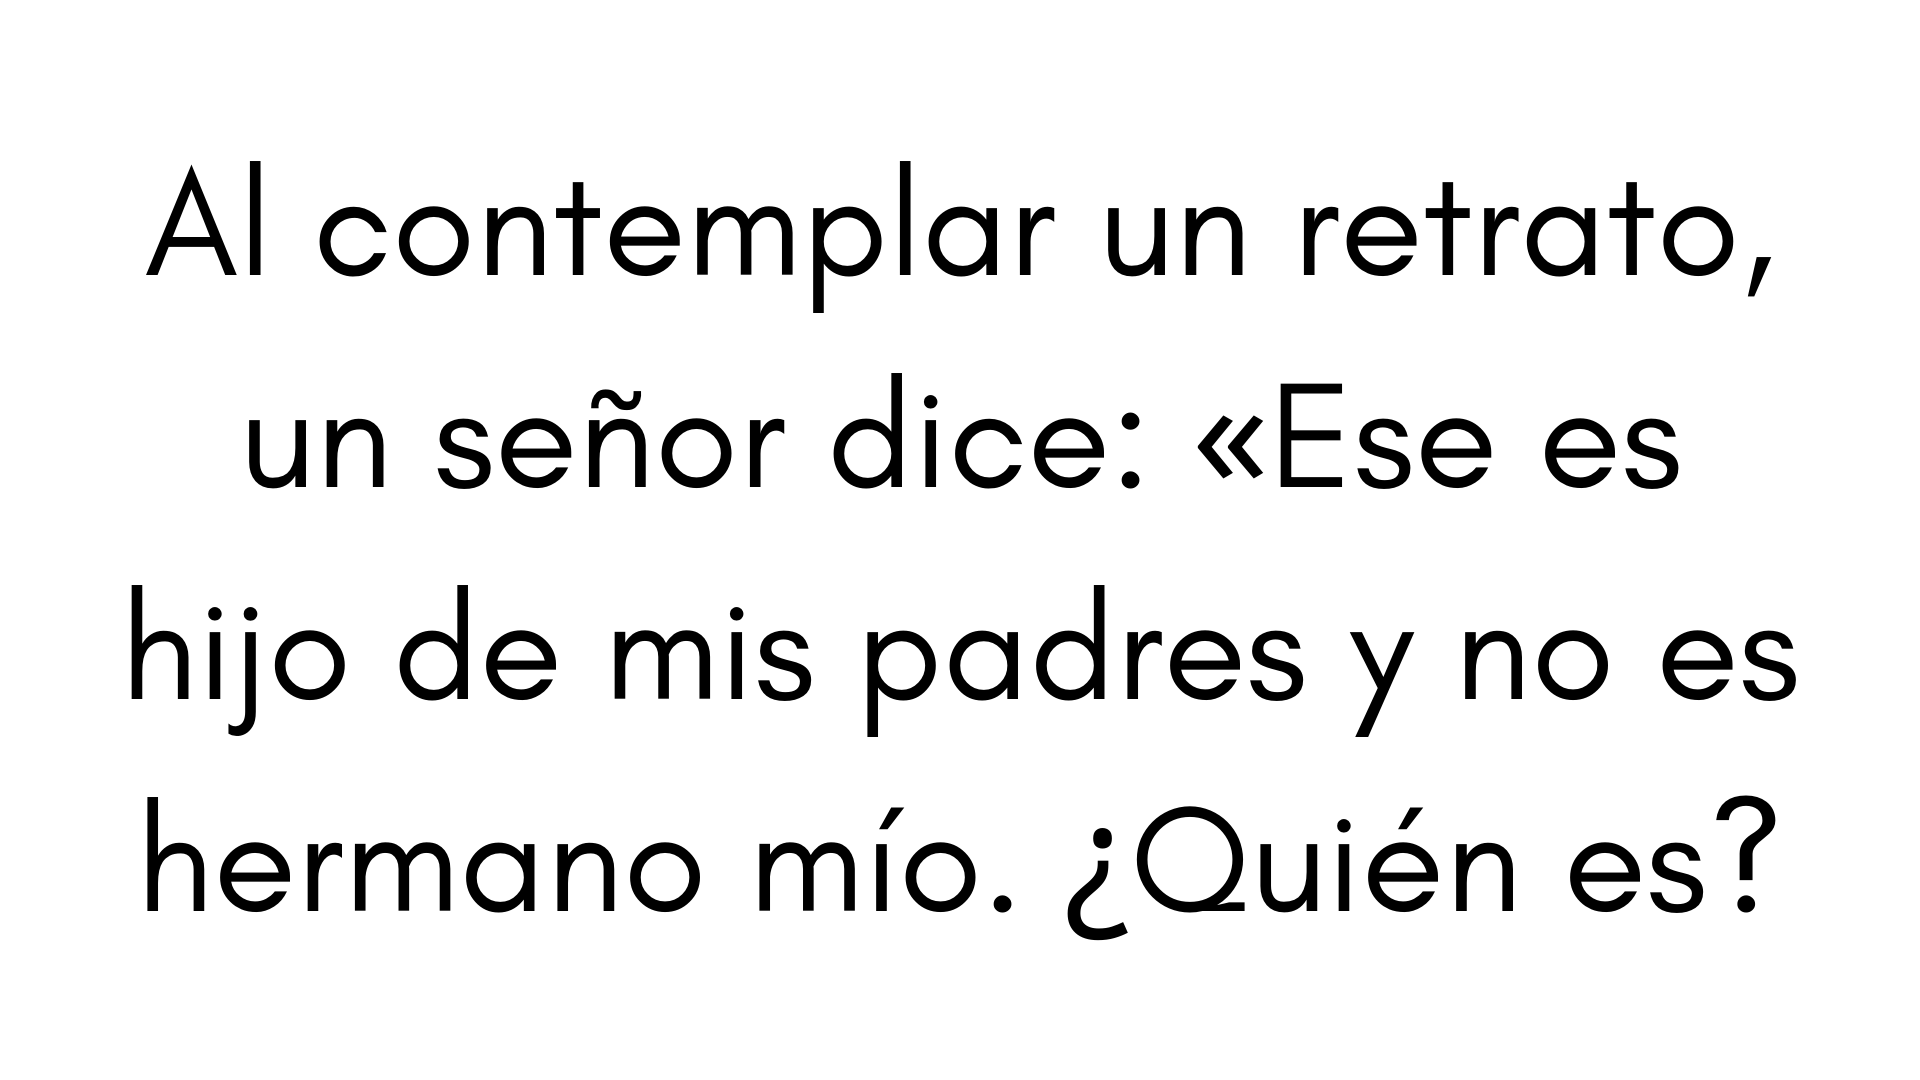 Al contemplar un retrato,
un señor dice: «Ese es
hijo de mis padres y no es
hermano mío. ¿Quién es?